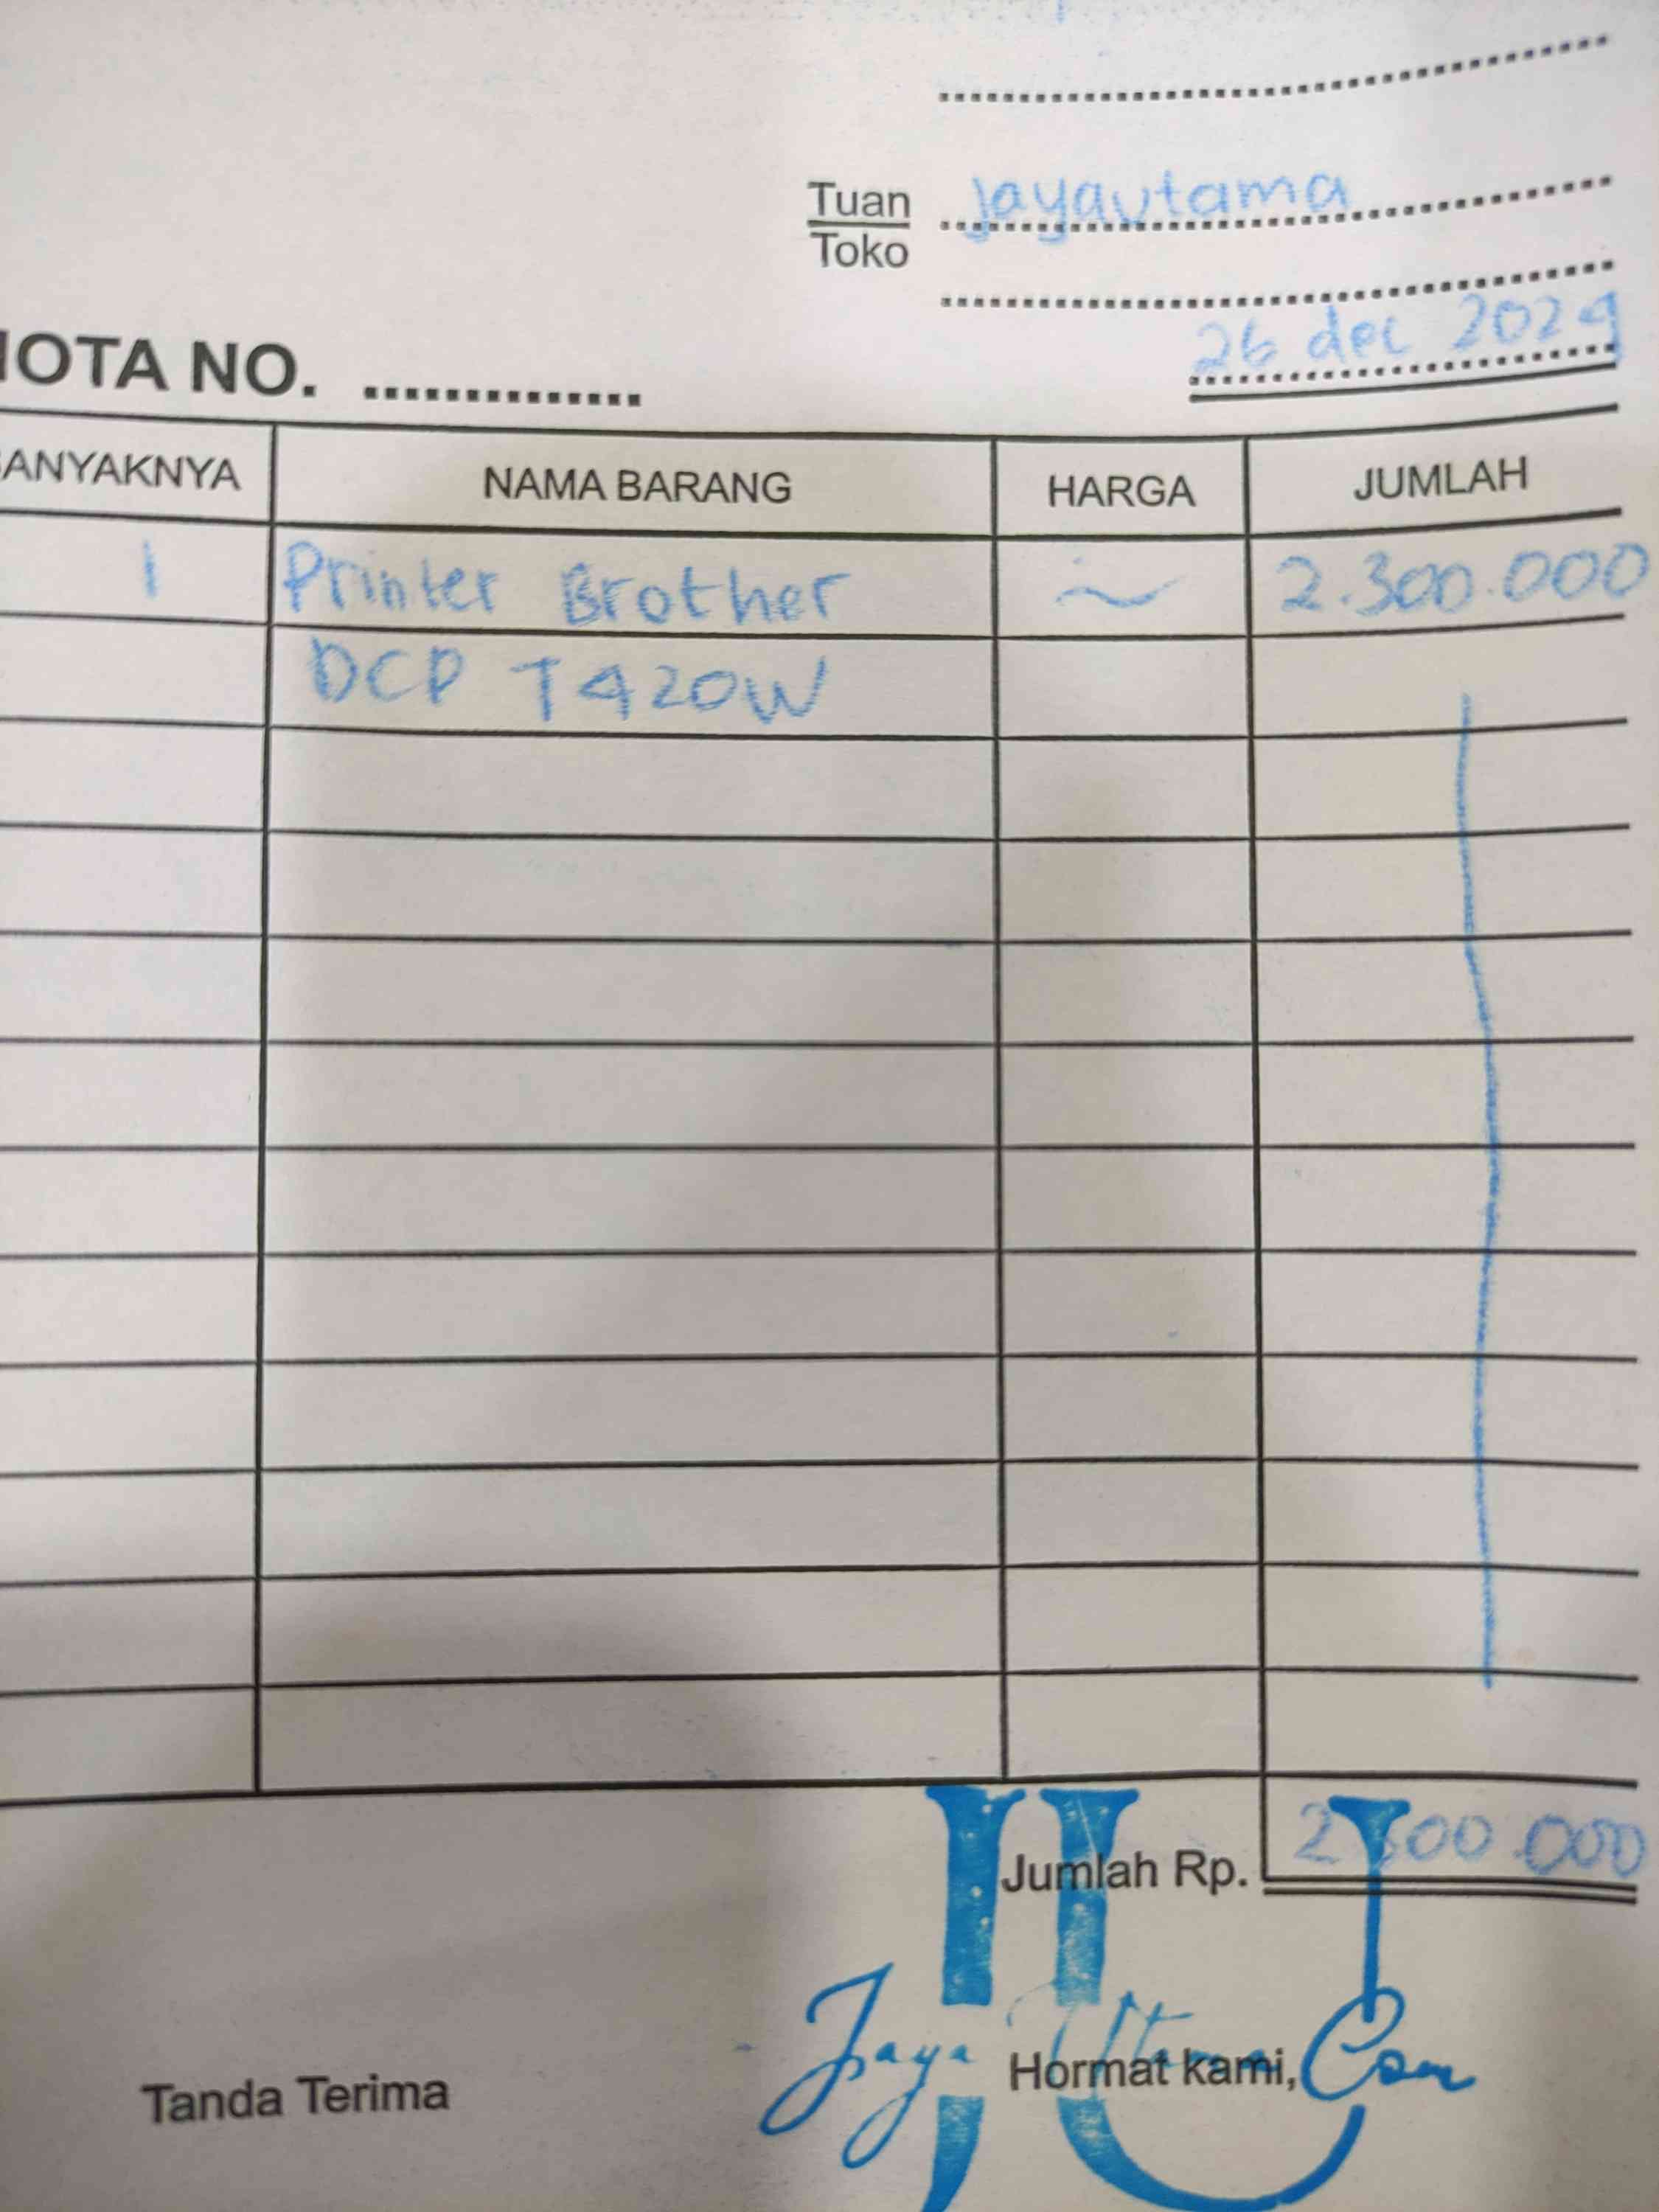 Tuan jayautama
Toko
26 dec 2024
NOTA NO. ..............
BANYAKNYA NAMA BARANG HARGA JUMLAH
1 Printer Brother ~ 2.300.000
DCP T420W
Jumlah Rp. 2.300.000
JU
Jaya Utama Com
Tanda Terima Hormat kami,